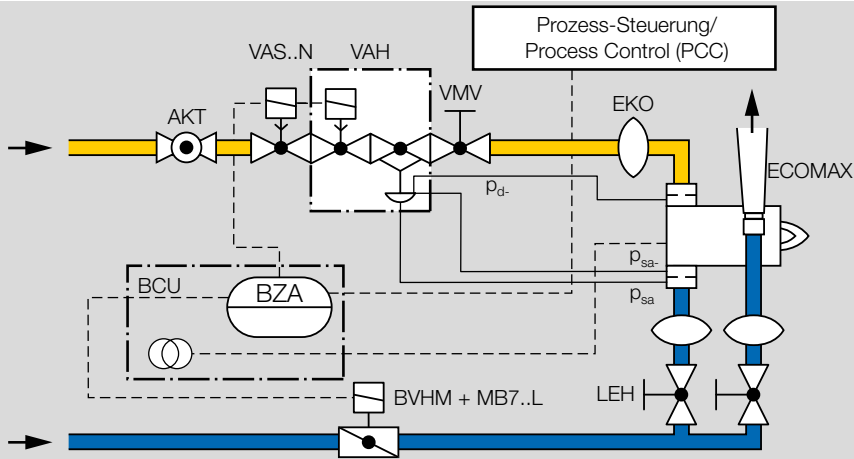 Prozess-Steuerung/
Process Control (PCC)
VAS..N
VAH
VMV
AKT
EKO
ECOMAX
pd-
psa-
psa
BCU
BZA
LEH
BVHM + MB7..L